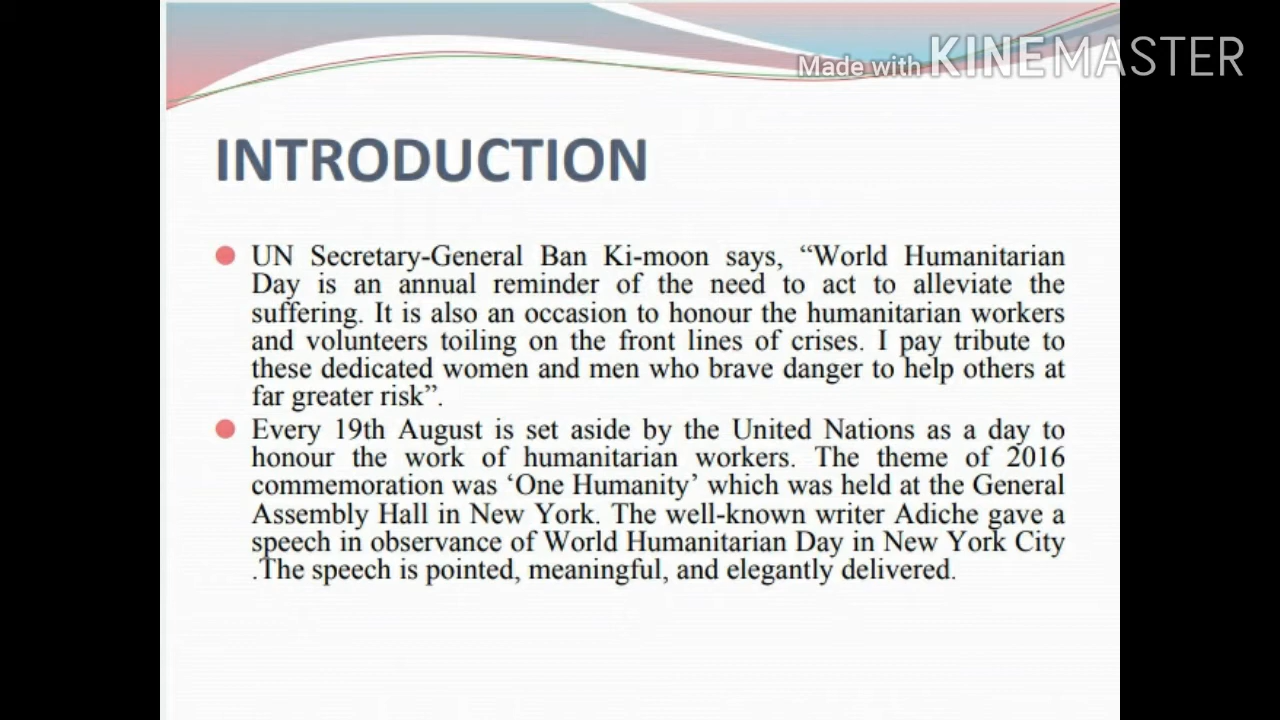 Made with KINEMASTER
INTRODUCTION
UN Secretary-General Ban Ki-moon says, “World Humanitarian
Day is an annual reminder of the need to act to alleviate the
suffering. It is also an occasion to honour the humanitarian workers
and volunteers toiling on the front lines of crises. I pay tribute to
these dedicated women and men who brave danger to help others at
far greater risk”.
Every 19th August is set aside by the United Nations as a day to
honour the work of humanitarian workers. The theme of 2016
commemoration was ‘One Humanity’ which was held at the General
Assembly Hall in New York. The well-known writer Adiche gave a
speech in observance of World Humanitarian Day in New York City
.The speech is pointed, meaningful, and elegantly delivered.